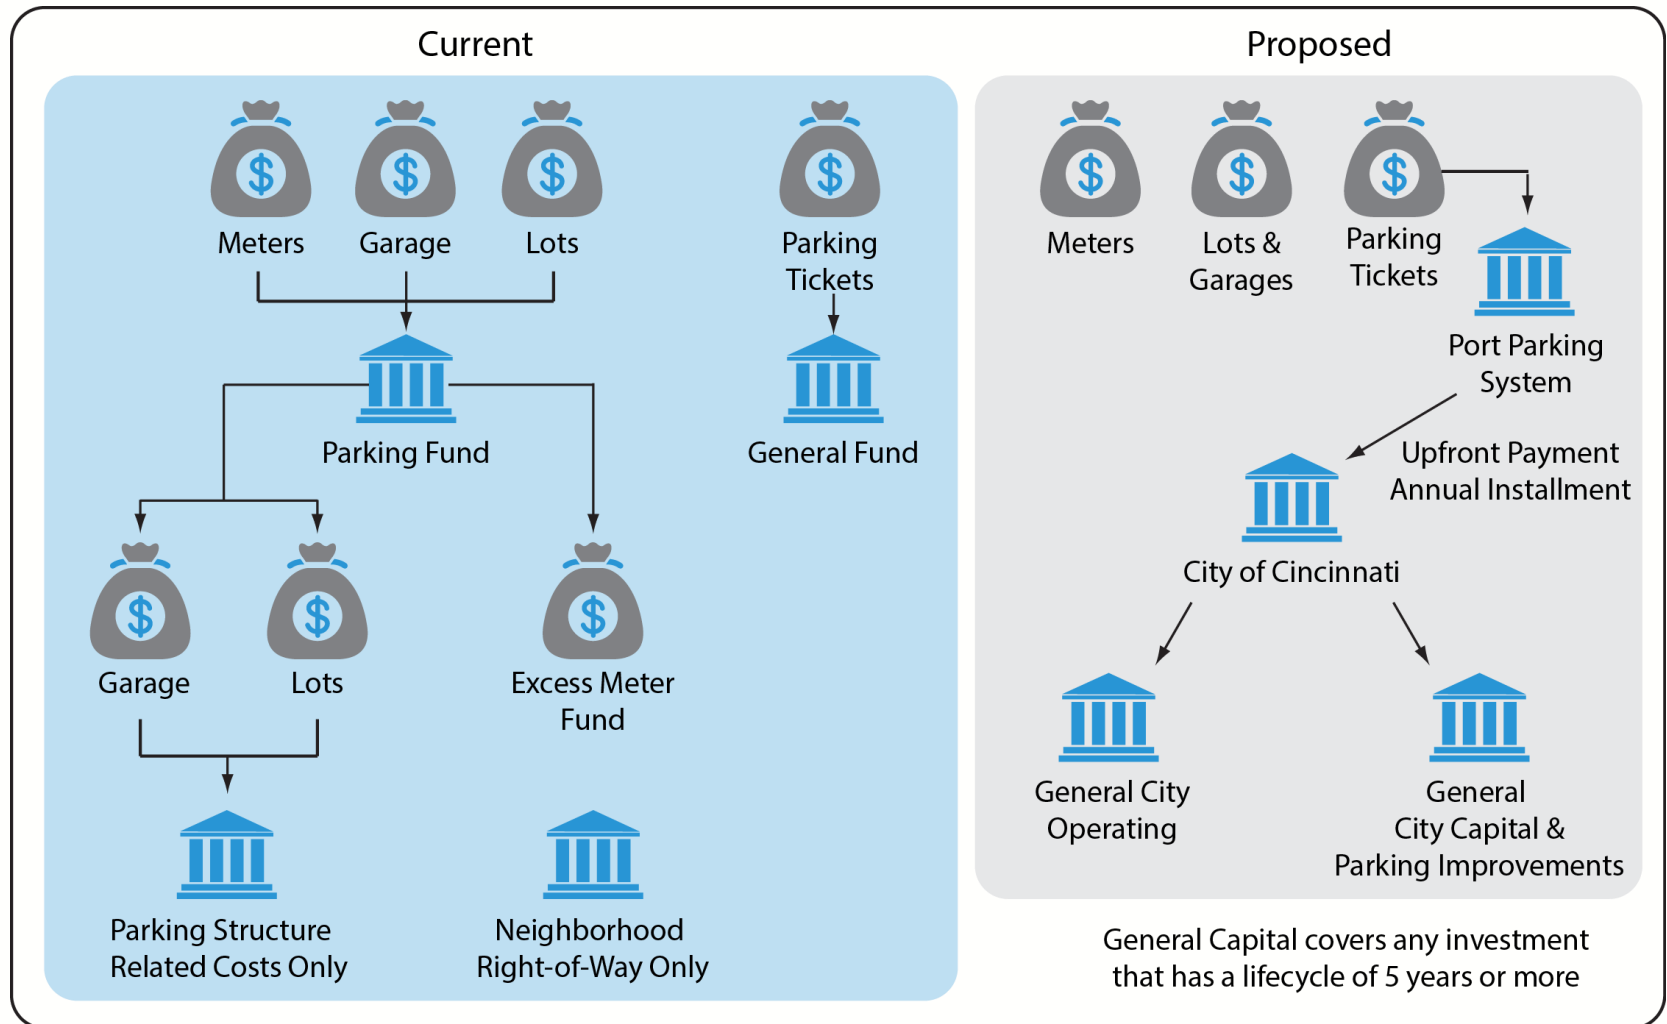 Current
Meters
Garage
Lots
Parking
Tickets
Parking Fund
General Fund
Garage
Lots
Excess Meter
Fund
Parking Structure
Related Costs Only
Neighborhood
Right-of-Way Only
Proposed
Meters
Lots &
Garages
Parking
Tickets
Port Parking
System
Upfront Payment
Annual Installment
City of Cincinnati
General City
Operating
General
City Capital &
Parking Improvements
General Capital covers any investment
that has a lifecycle of 5 years or more